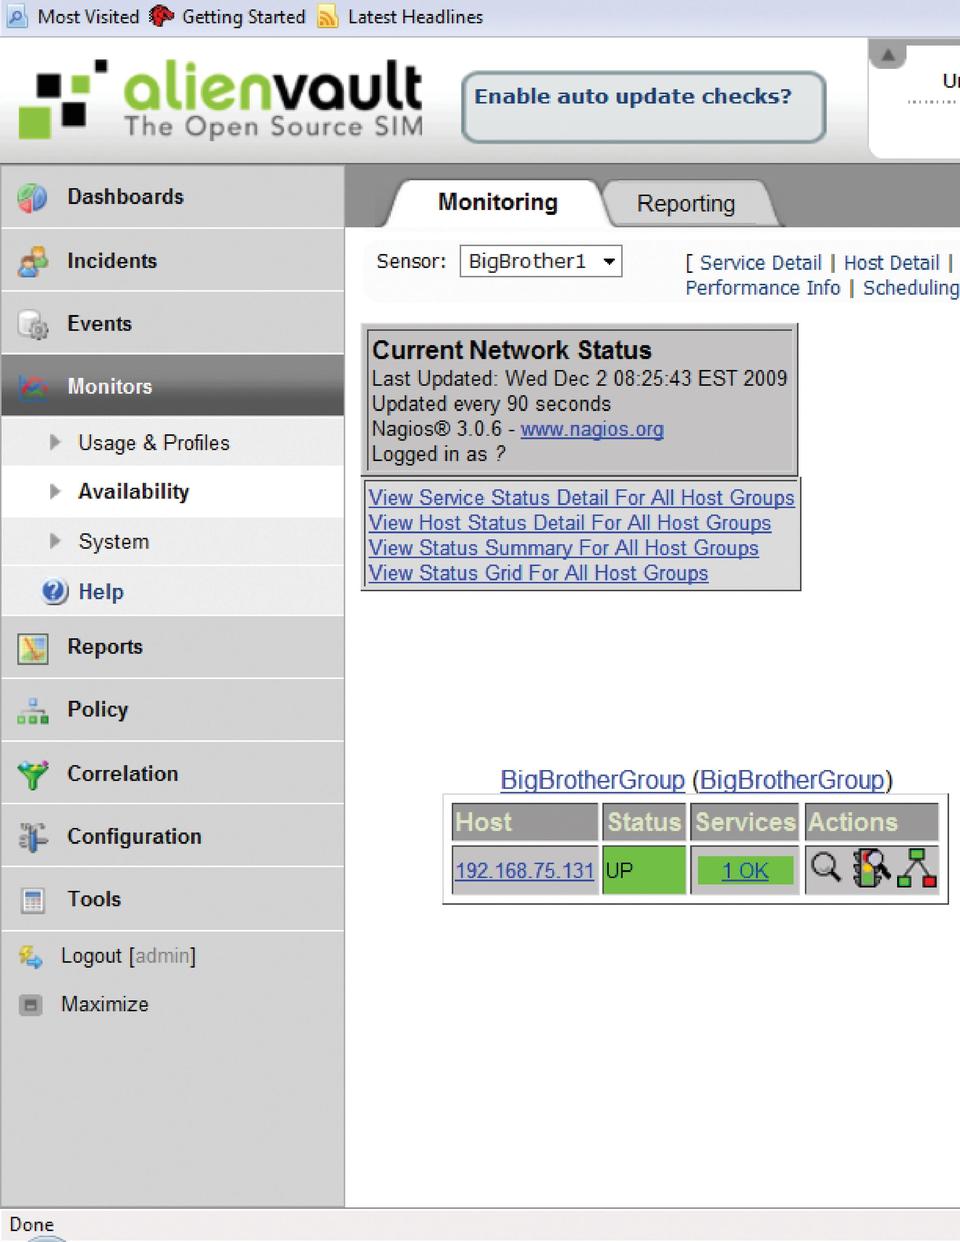 Most Visited Getting Started Latest Headlines
alienvault
The Open Source SIM
Enable auto update checks?
Dashboards
Incidents
Events
Monitors
Usage & Profiles
Availability
System
Help
Reports
Policy
Correlation
Configuration
Tools
Logout [admin]
Maximize
Monitoring Reporting
Sensor: BigBrother1
[ Service Detail | Host Detail |
Performance Info | Scheduling
Current Network Status
Last Updated: Wed Dec 2 08:25:43 EST 2009
Updated every 90 seconds
Nagios® 3.0.6 - www.nagios.org
Logged in as ?
View Service Status Detail For All Host Groups
View Host Status Detail For All Host Groups
View Status Summary For All Host Groups
View Status Grid For All Host Groups
BigBrotherGroup (BigBrotherGroup)
Host Status Services Actions
192.168.75.131 UP 1 OK
Done